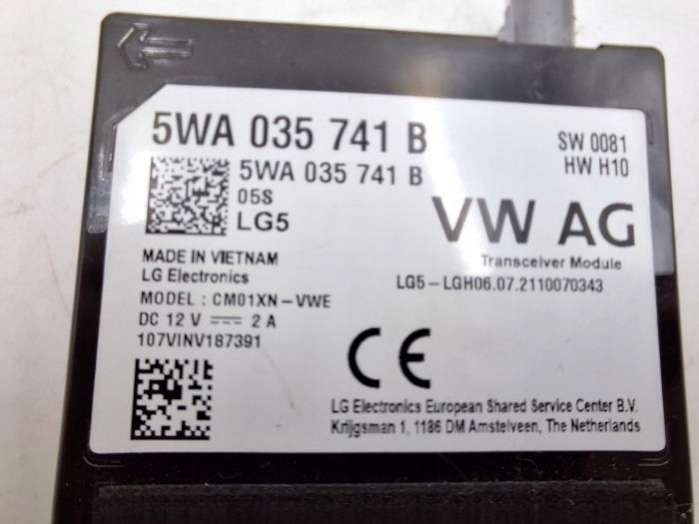 5WA 035 741 B
SW 0081
HW H10
5WA 035 741 B
05S
LG5
VW AG
Transceiver Module
MADE IN VIETNAM
LG Electronics
LG5-LGH06.07.2110070343
MODEL : CM01XN-VWE
DC 12 V ⎓ 2 A
107VINV187391
CE
LG Electronics European Shared Service Center B.V.
Krijgsman 1, 1186 DM Amstelveen, The Netherlands